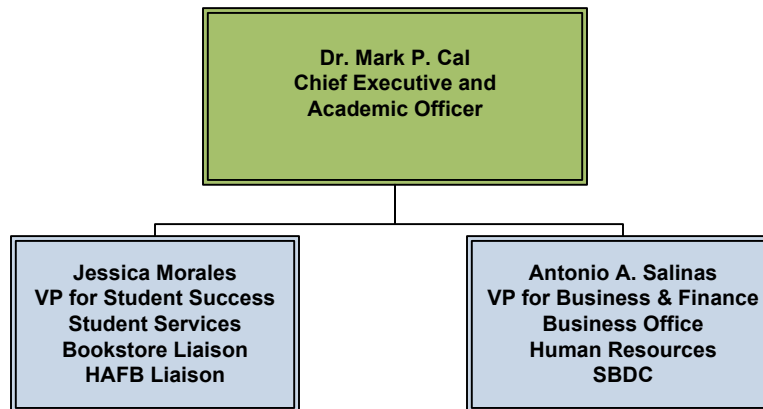 Dr. Mark P. Cal
Chief Executive and
Academic Officer
Jessica Morales
VP for Student Success
Student Services
Bookstore Liaison
HAFB Liaison
Antonio A. Salinas
VP for Business & Finance
Business Office
Human Resources
SBDC